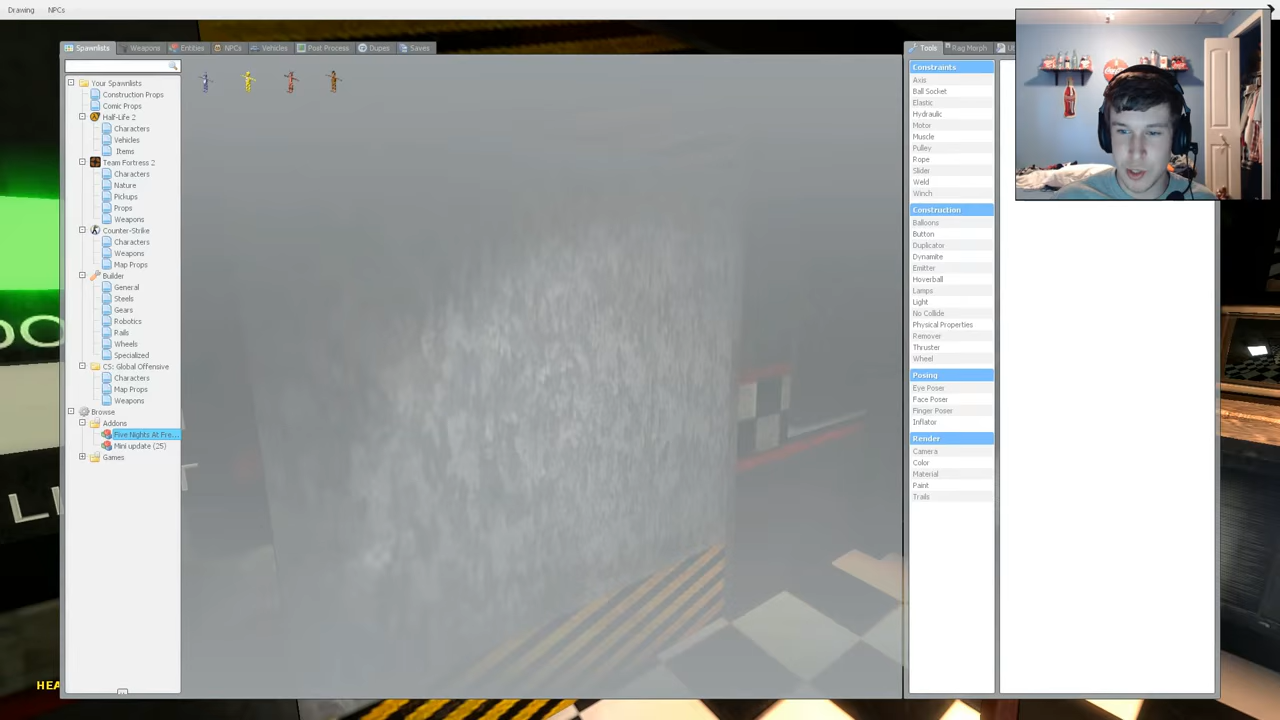 Drawing NPCs
Spawnlists Weapons Entities NPCs Vehicles Post Process Dupes Saves
Your Spawnlists
Construction Props
Comic Props
Half-Life 2
Characters
Vehicles
Items
Team Fortress 2
Characters
Nature
Pickups
Props
Weapons
Counter-Strike
Characters
Weapons
Map Props
Builder
General
Steels
Gears
Robotics
Rails
Wheels
Specialized
CS: Global Offensive
Characters
Map Props
Weapons
Browse
Addons
Five Nights At Fre...
Mini update (25)
Games
Tools Rag Morph
Constraints
Axis
Ball Socket
Elastic
Hydraulic
Motor
Muscle
Pulley
Rope
Slider
Weld
Winch
Construction
Balloons
Button
Duplicator
Dynamite
Emitter
Hoverball
Lamps
Light
No Collide
Physical Properties
Remover
Thruster
Wheel
Posing
Eye Poser
Face Poser
Finger Poser
Inflator
Render
Camera
Color
Material
Paint
Trails
HEA